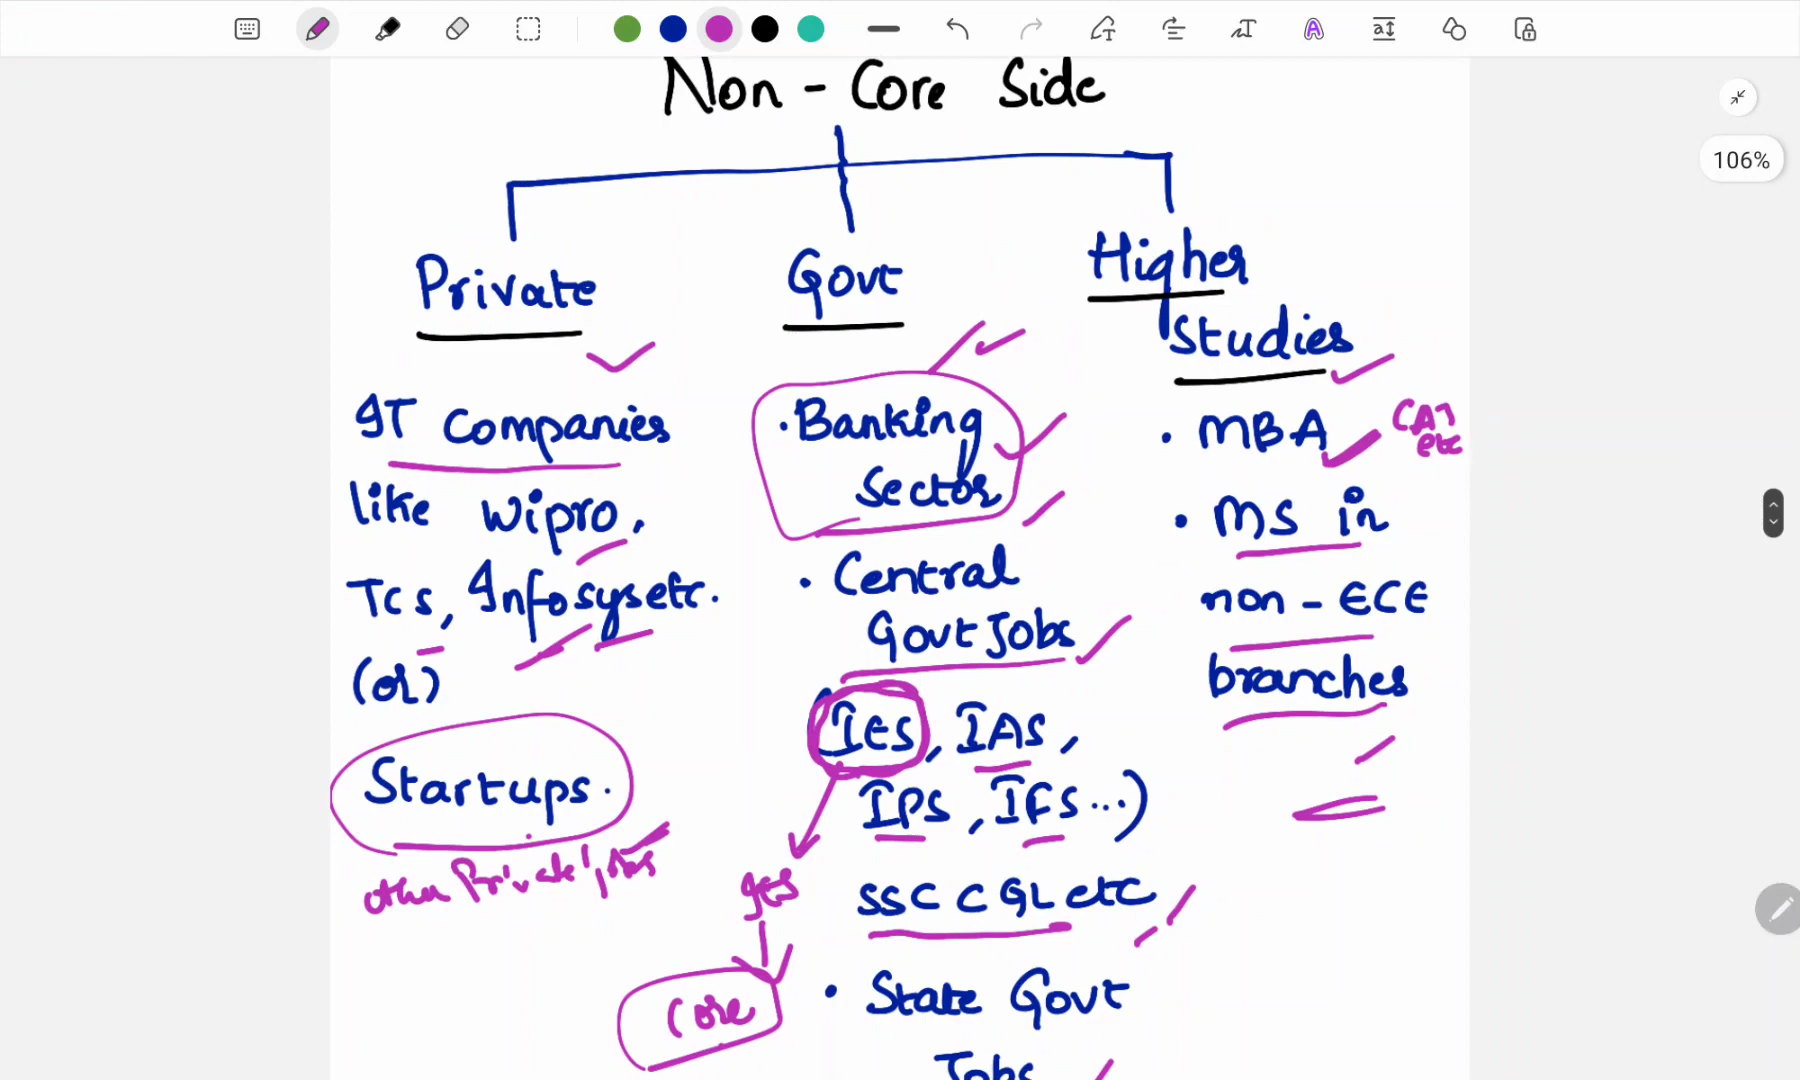 Non - Core Side
Private
Govt
Higher
Studies
IT Companies
like wipro,
Tcs, Infosys etc.
(or)
Startups.
other Private
· Banking
Sector
· Central
Govt Jobs
(IES, IAS,
IPS, IFS...)
SSC CGL etc
IES
Core
· State Govt
Jobs
· MBA
CAT
etc
· MS in
non - ECE
branches
106%